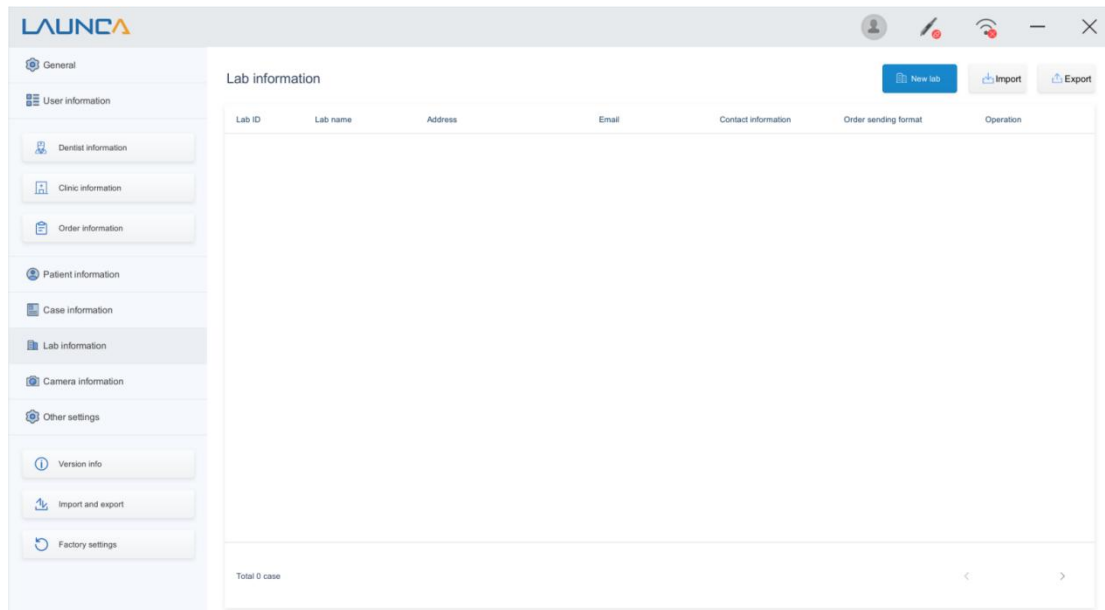 LAUNCA
General
User information
Dentist information
Clinic information
Order information
Patient information
Case information
Lab information
Camera information
Other settings
Version info
Import and export
Factory settings
Lab information
New lab Import Export
Lab ID Lab name Address Email Contact information Order sending format Operation
Total 0 case